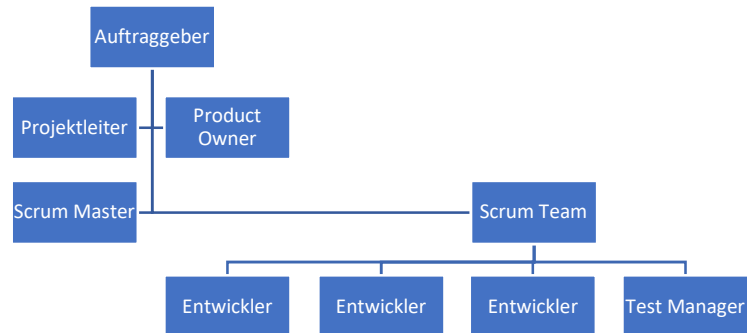 Auftraggeber
Projektleiter
Product
Owner
Scrum Master
Scrum Team
Entwickler
Entwickler
Entwickler
Test Manager